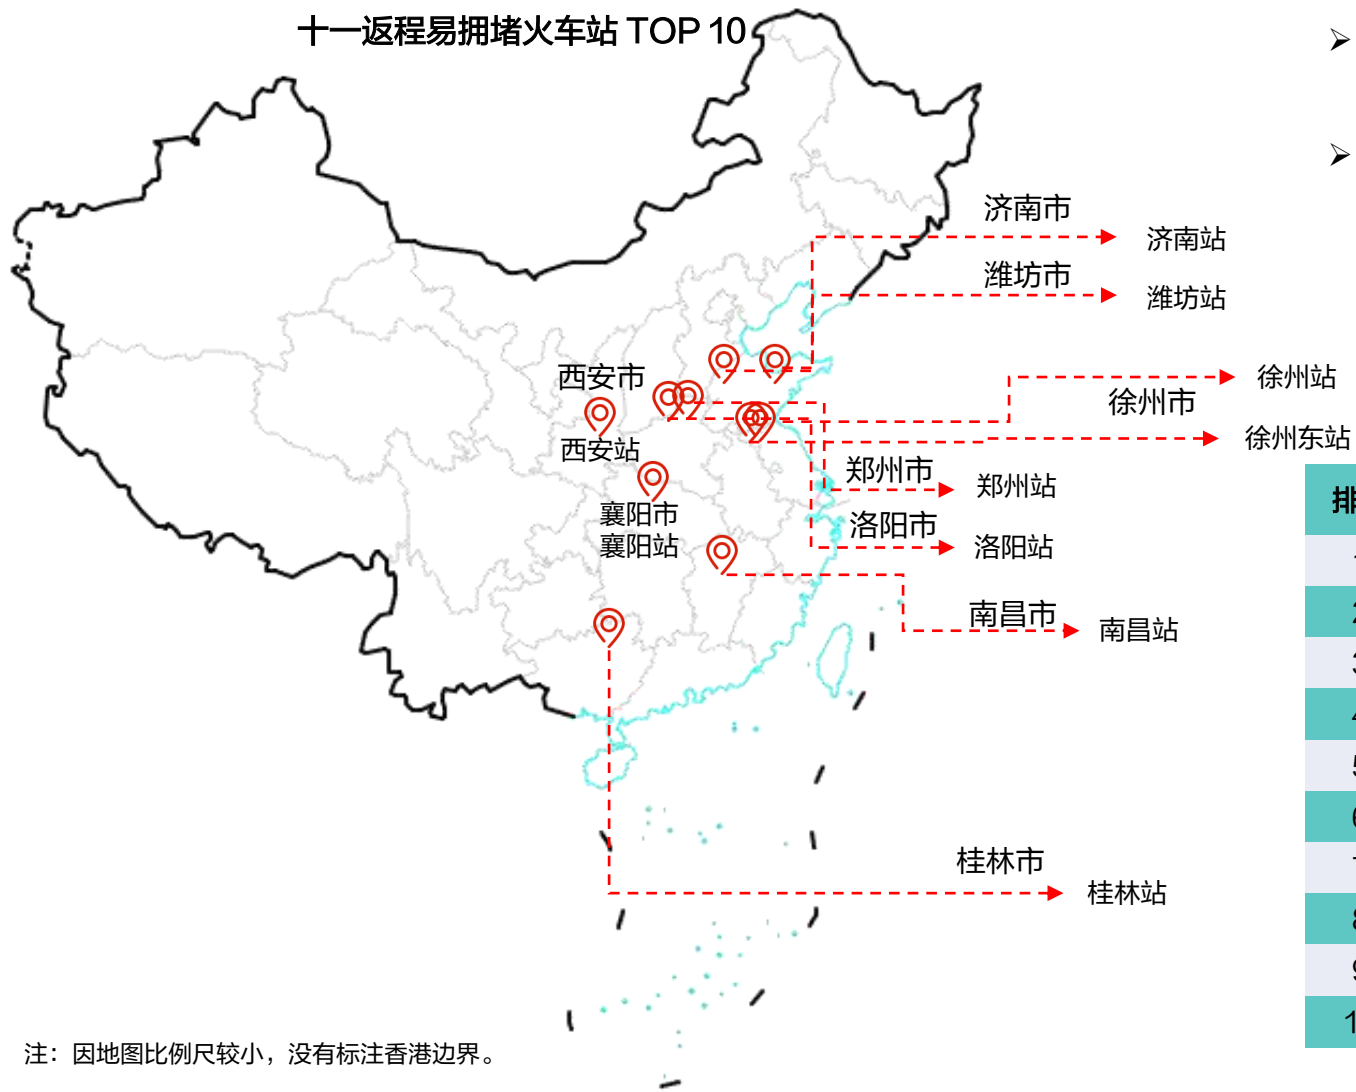 十一返程易拥堵火车站 TOP 10
济南市
济南站
潍坊市
潍坊站
西安市
西安站
徐州站
徐州市
徐州东站
郑州市
郑州站
襄阳市
襄阳站
洛阳市
洛阳站
南昌市
南昌站
桂林市
桂林站
注：因地图比例尺较小，没有标注香港边界。